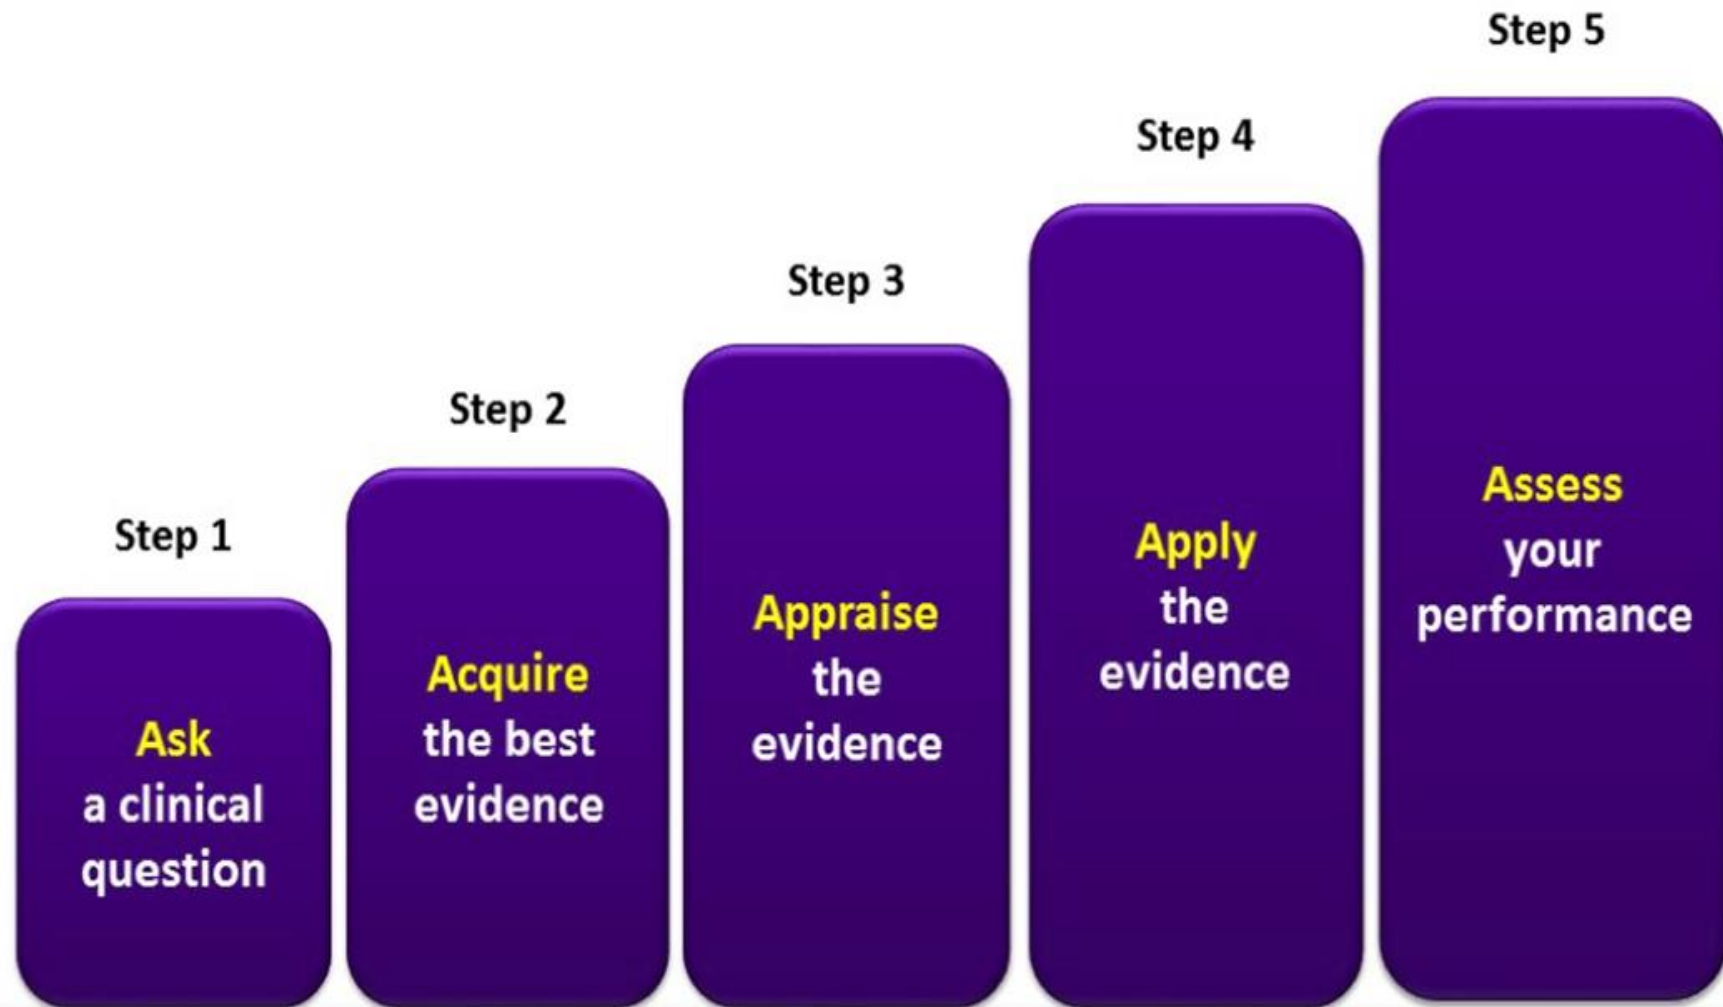 Step 1
Ask
a clinical
question
Step 2
Acquire
the best
evidence
Step 3
Appraise
the
evidence
Step 4
Apply
the
evidence
Step 5
Assess
your
performance